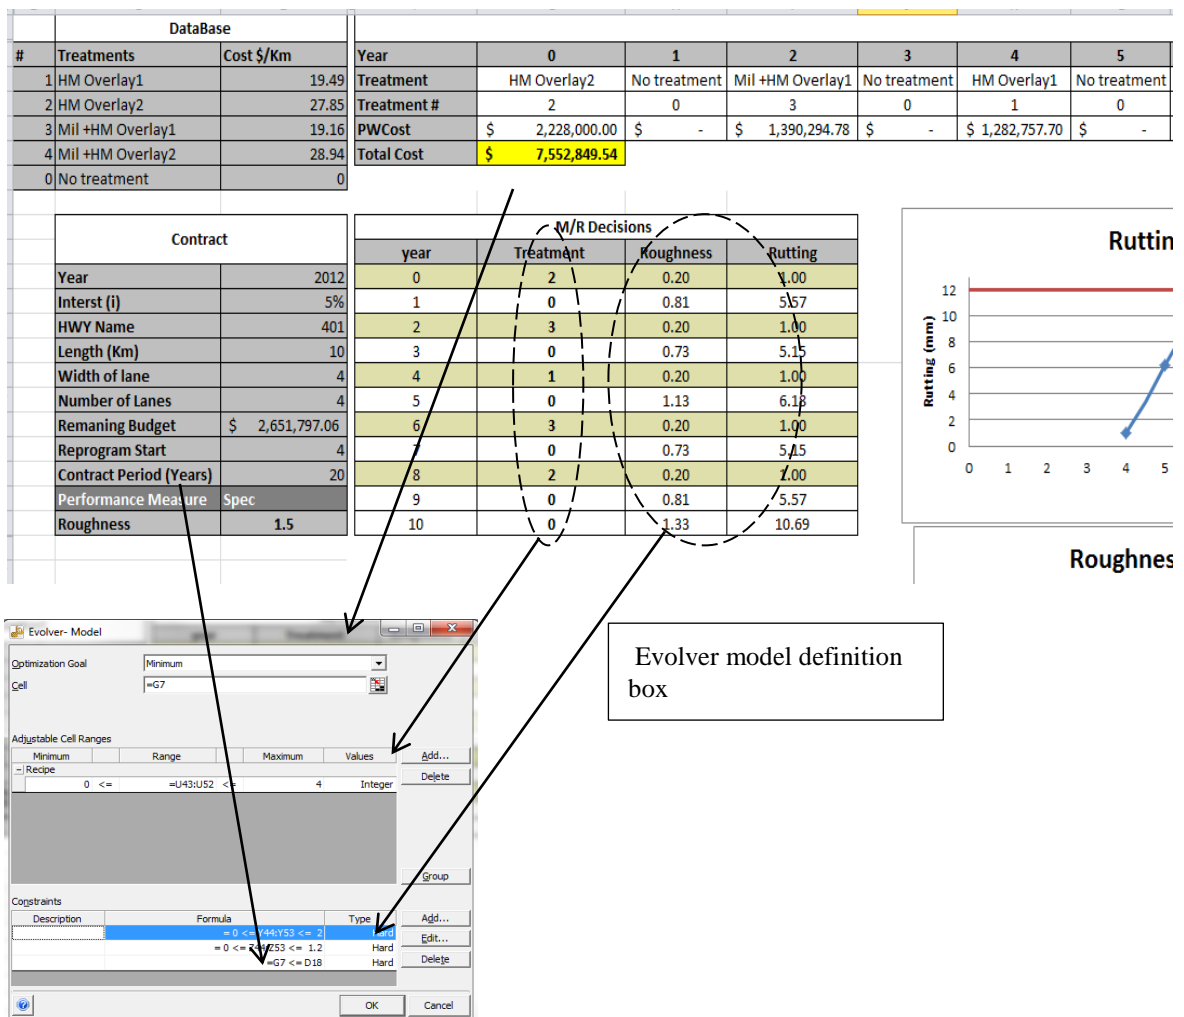 DataBase
# Treatments Cost $/Km
1 HM Overlay1 19.49
2 HM Overlay2 27.85
3 Mil +HM Overlay1 19.16
4 Mil +HM Overlay2 28.94
0 No treatment 0
Year 0 1 2 3 4 5
Treatment HM Overlay2 No treatment Mil +HM Overlay1 No treatment HM Overlay1 No treatment
Treatment # 2 0 3 0 1 0
PWCost $ 2,228,000.00 $ - $ 1,390,294.78 $ - $ 1,282,757.70 $ -
Total Cost $ 7,552,849.54
Contract
Year 2012
Interst (i) 5%
HWY Name 401
Length (Km) 10
Width of lane 4
Number of Lanes 4
Remaning Budget $ 2,651,797.06
Reprogram Start 4
Contract Period (Years) 20
Performance Measure Spec
Roughness 1.5
M/R Decisions
year Treatment Roughness Rutting
0 2 0.20 1.00
1 0 0.81 5.57
2 3 0.20 1.00
3 0 0.73 5.15
4 1 0.20 1.00
5 0 1.13 6.18
6 3 0.20 1.00
7 0 0.73 5.15
8 2 0.20 1.00
9 0 0.81 5.57
10 0 1.33 10.69
Ruttin
Rutting (mm)
12
10
8
6
4
2
0
0 1 2 3 4 5
Roughnes
Evolver- Model
Optimization Goal Minimum
Cell =G7
Adjustable Cell Ranges
Minimum Range Maximum Values
Add...
Recipe
Delete
0 <= =U43:U52 <= 4 Integer
Group
Constraints
Description Formula Type
Add...
= 0 <= Y44:Y53 <= 2 Hard
Edit...
= 0 <= Z44:Z53 <= 1.2 Hard
Delete
=G7 <= D18 Hard
OK Cancel
Evolver model definition
box